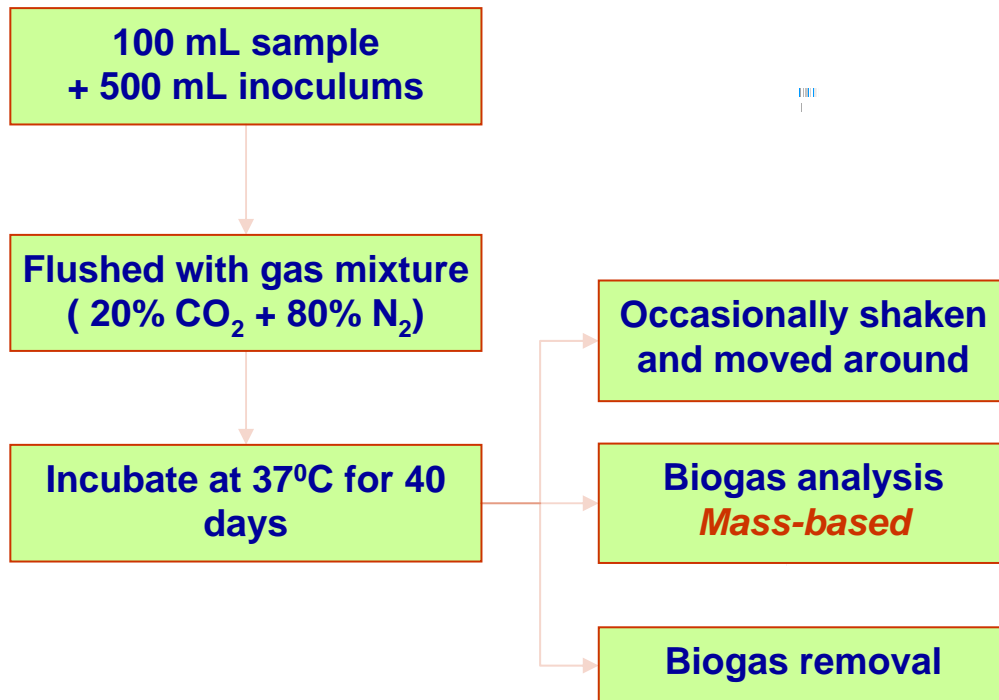 100 mL sample
+ 500 mL inoculums
Flushed with gas mixture
( 20% CO₂ + 80% N₂)
Incubate at 37⁰C for 40
days
Occasionally shaken
and moved around
Biogas analysis
Mass-based
Biogas removal